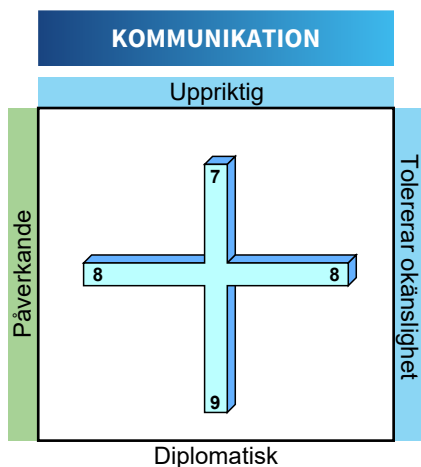 KOMMUNIKATION
Uppriktig
Påverkande
Tolererar okänslighet
7
8
8
9
Diplomatisk